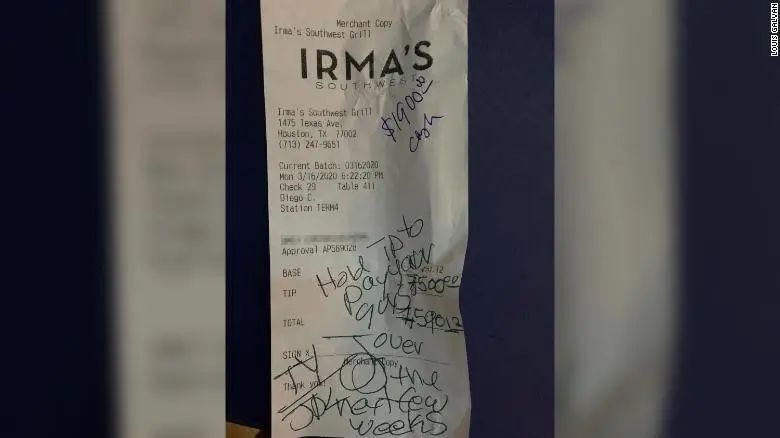 Merchant Copy
Irma's Southwest Grill
IRMA'S
SOUTHWEST
$1900.00
cash
Irma's Southwest Grill
1475 Texas Ave.
Houston, TX 77002
(713) 247-9651
Current Batch: 03162020
Mon 3/16/2020 6:22:20 PM
Check 29 Table 411
Diego C.
Station TERM4
Approval
BASE
Hold Tip to
TIP
Pay your
7500.00
guys
TOTAL
over
SIGN X
Merchant Copy
the
Thank you!
next few
weeks
LOUIS GALVAN